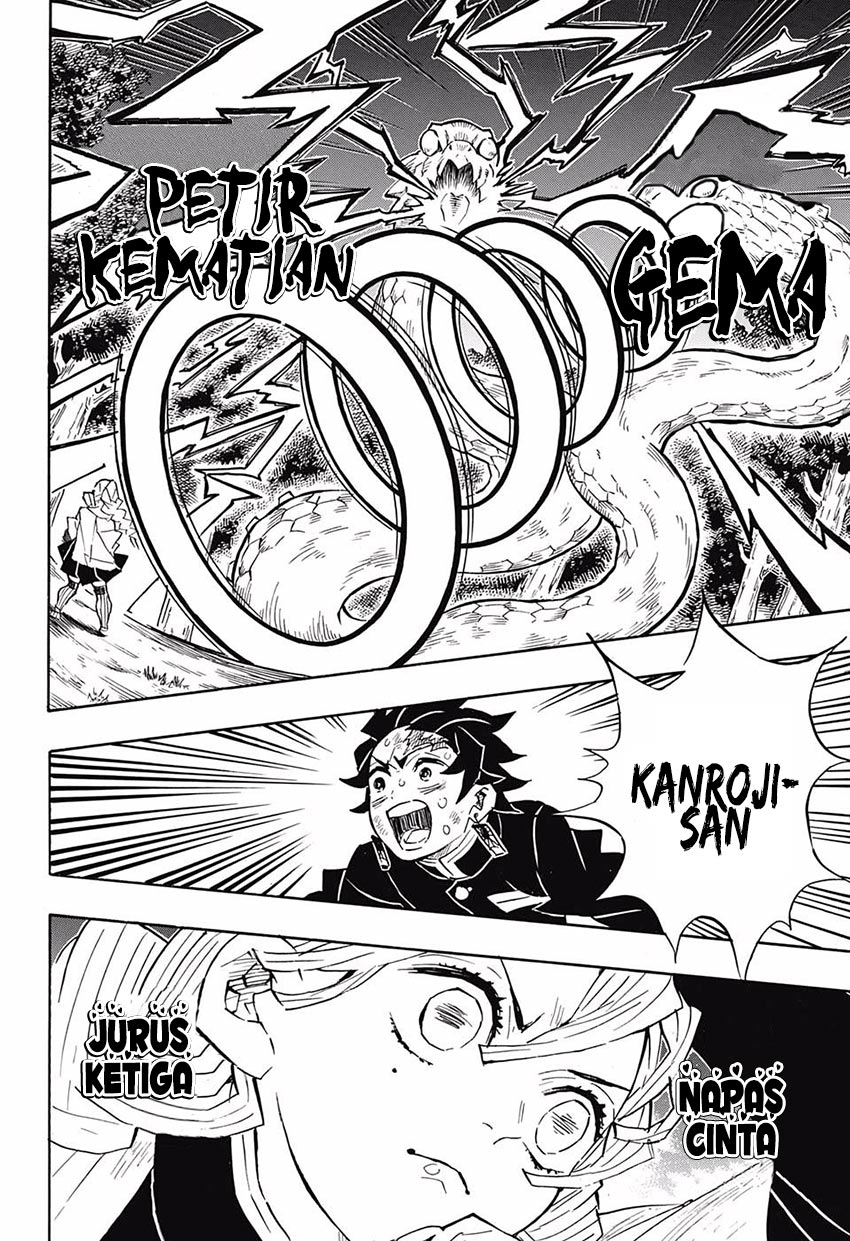 GEMA
PETIR
KEMATIAN
KANROJI-
SAN
NAPAS
CINTA
JURUS
KETIGA